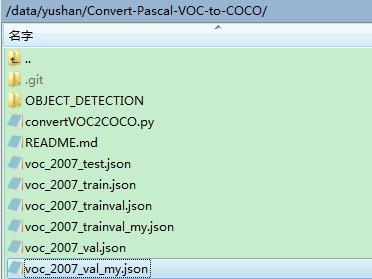 /data/yushan/Convert-Pascal-VOC-to-COCO/
名字
..
.git
OBJECT_DETECTION
convertVOC2COCO.py
README.md
voc_2007_test.json
voc_2007_train.json
voc_2007_trainval.json
voc_2007_trainval_my.json
voc_2007_val.json
voc_2007_val_my.json